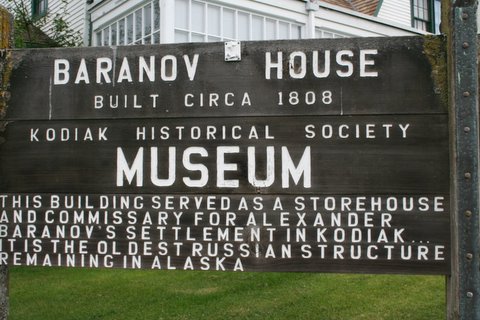 BARANOV HOUSE
BUILT CIRCA 1808
KODIAK HISTORICAL SOCIETY
MUSEUM
THIS BUILDING SERVED AS A STOREHOUSE
AND COMMISSARY FOR ALEXANDER
BARANOV'S SETTLEMENT IN KODIAK...
IT IS THE OLDEST RUSSIAN STRUCTURE
REMAINING IN ALASKA